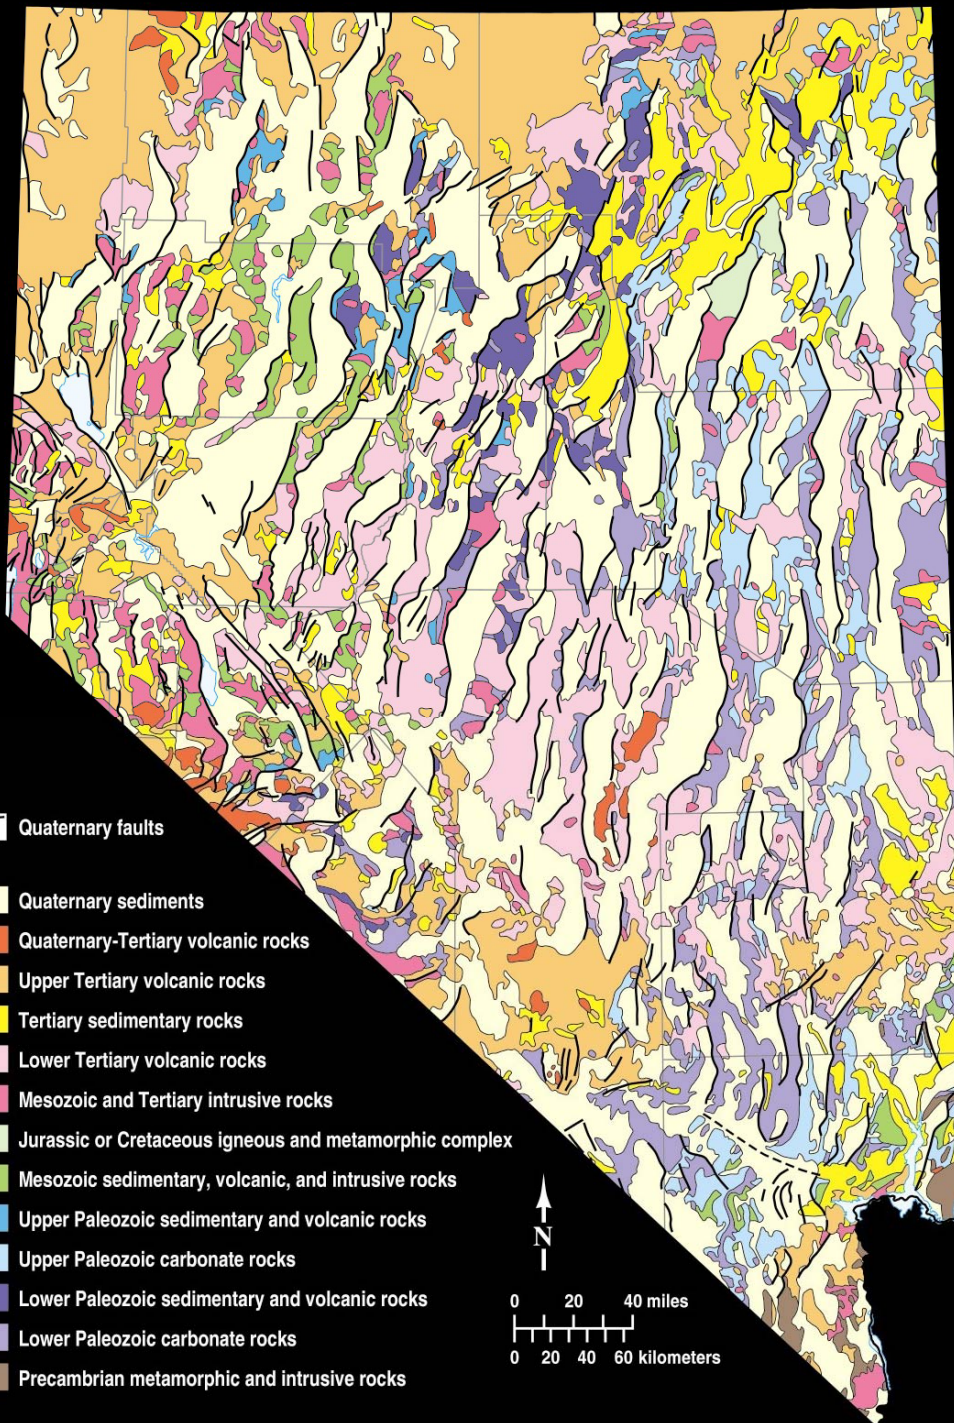 Quaternary faults
Quaternary sediments
Quaternary-Tertiary volcanic rocks
Upper Tertiary volcanic rocks
Tertiary sedimentary rocks
Lower Tertiary volcanic rocks
Mesozoic and Tertiary intrusive rocks
Jurassic or Cretaceous igneous and metamorphic complex
Mesozoic sedimentary, volcanic, and intrusive rocks
Upper Paleozoic sedimentary and volcanic rocks
Upper Paleozoic carbonate rocks
Lower Paleozoic sedimentary and volcanic rocks
Lower Paleozoic carbonate rocks
Precambrian metamorphic and intrusive rocks
N
0 20 40 miles
0 20 40 60 kilometers